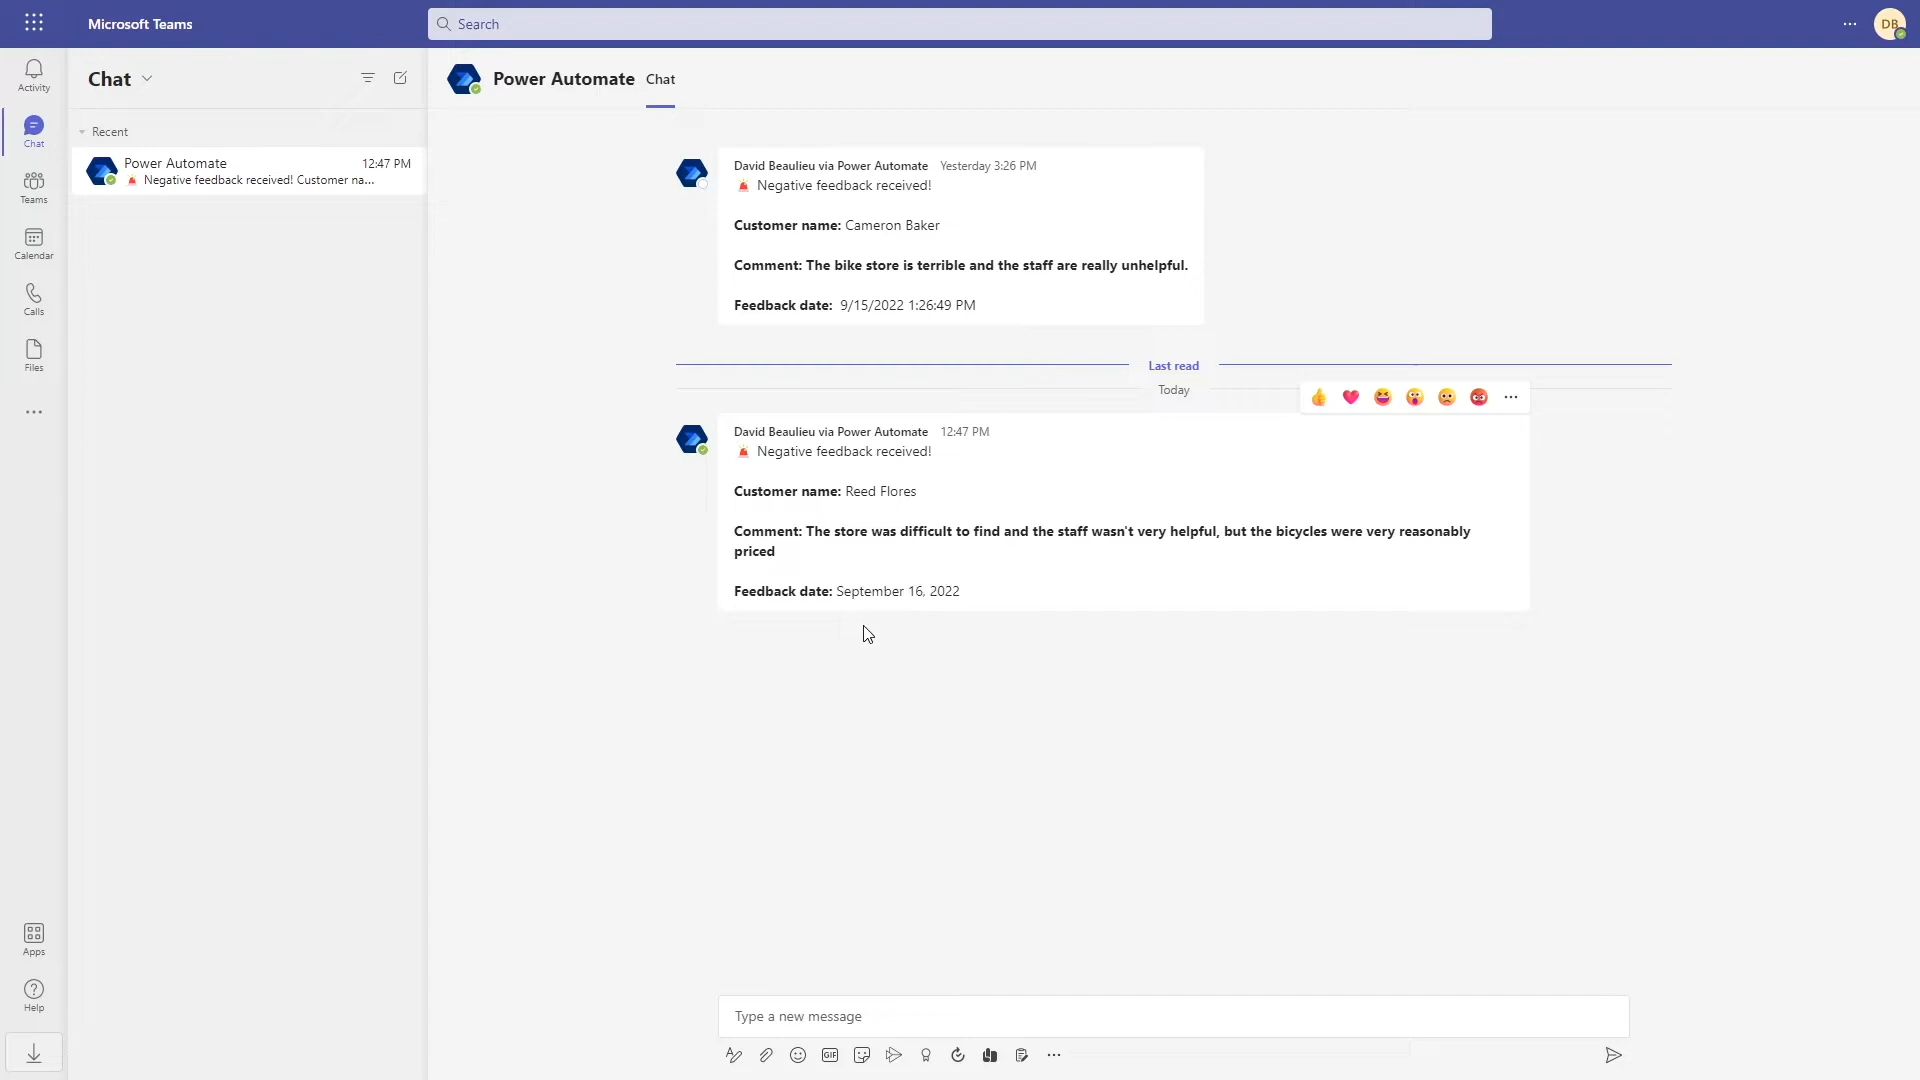 Microsoft Teams
Search
DB
Activity
Chat
Teams
Calendar
Calls
Files
Apps
Help
Chat
Recent
Power Automate 12:47 PM
Negative feedback received! Customer na...
Power Automate Chat
David Beaulieu via Power Automate Yesterday 3:26 PM
Negative feedback received!
Customer name: Cameron Baker
Comment: The bike store is terrible and the staff are really unhelpful.
Feedback date: 9/15/2022 1:26:49 PM
Last read
Today
David Beaulieu via Power Automate 12:47 PM
Negative feedback received!
Customer name: Reed Flores
Comment: The store was difficult to find and the staff wasn't very helpful, but the bicycles were very reasonably
priced
Feedback date: September 16, 2022
Type a new message
GIF